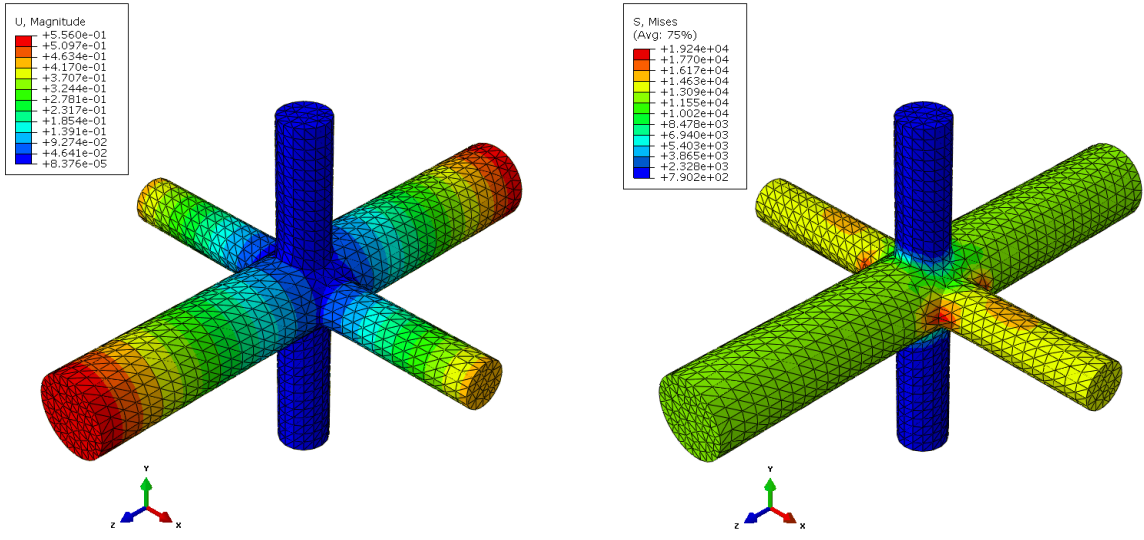 U, Magnitude
+5.560e-01
+5.097e-01
+4.634e-01
+4.170e-01
+3.707e-01
+3.244e-01
+2.781e-01
+2.317e-01
+1.854e-01
+1.391e-01
+9.274e-02
+4.641e-02
+8.376e-05
Y
Z
X
S, Mises
(Avg: 75%)
+1.924e+04
+1.770e+04
+1.617e+04
+1.463e+04
+1.309e+04
+1.155e+04
+1.002e+04
+8.478e+03
+6.940e+03
+5.403e+03
+3.865e+03
+2.328e+03
+7.902e+02
Y
Z
X